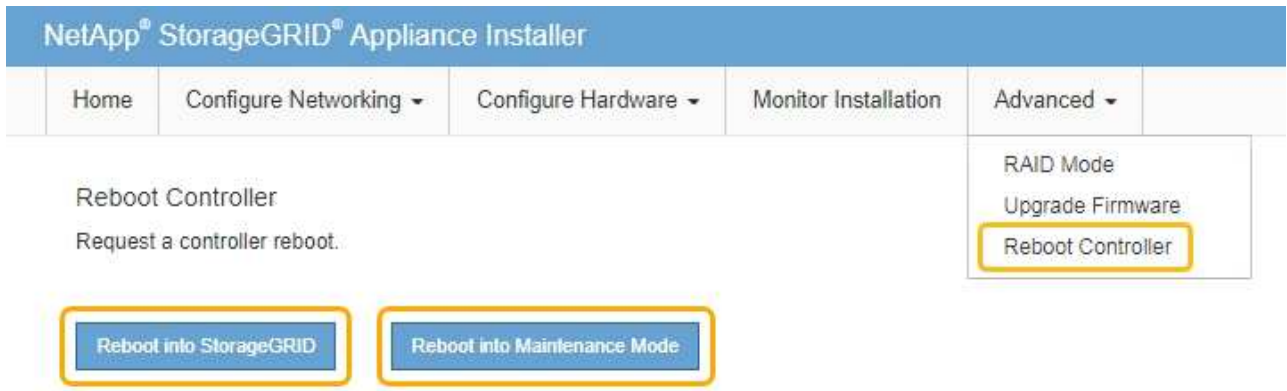 NetApp® StorageGRID® Appliance Installer
Home Configure Networking Configure Hardware Monitor Installation Advanced
RAID Mode
Upgrade Firmware
Reboot Controller
Reboot Controller
Request a controller reboot.
Reboot into StorageGRID Reboot into Maintenance Mode